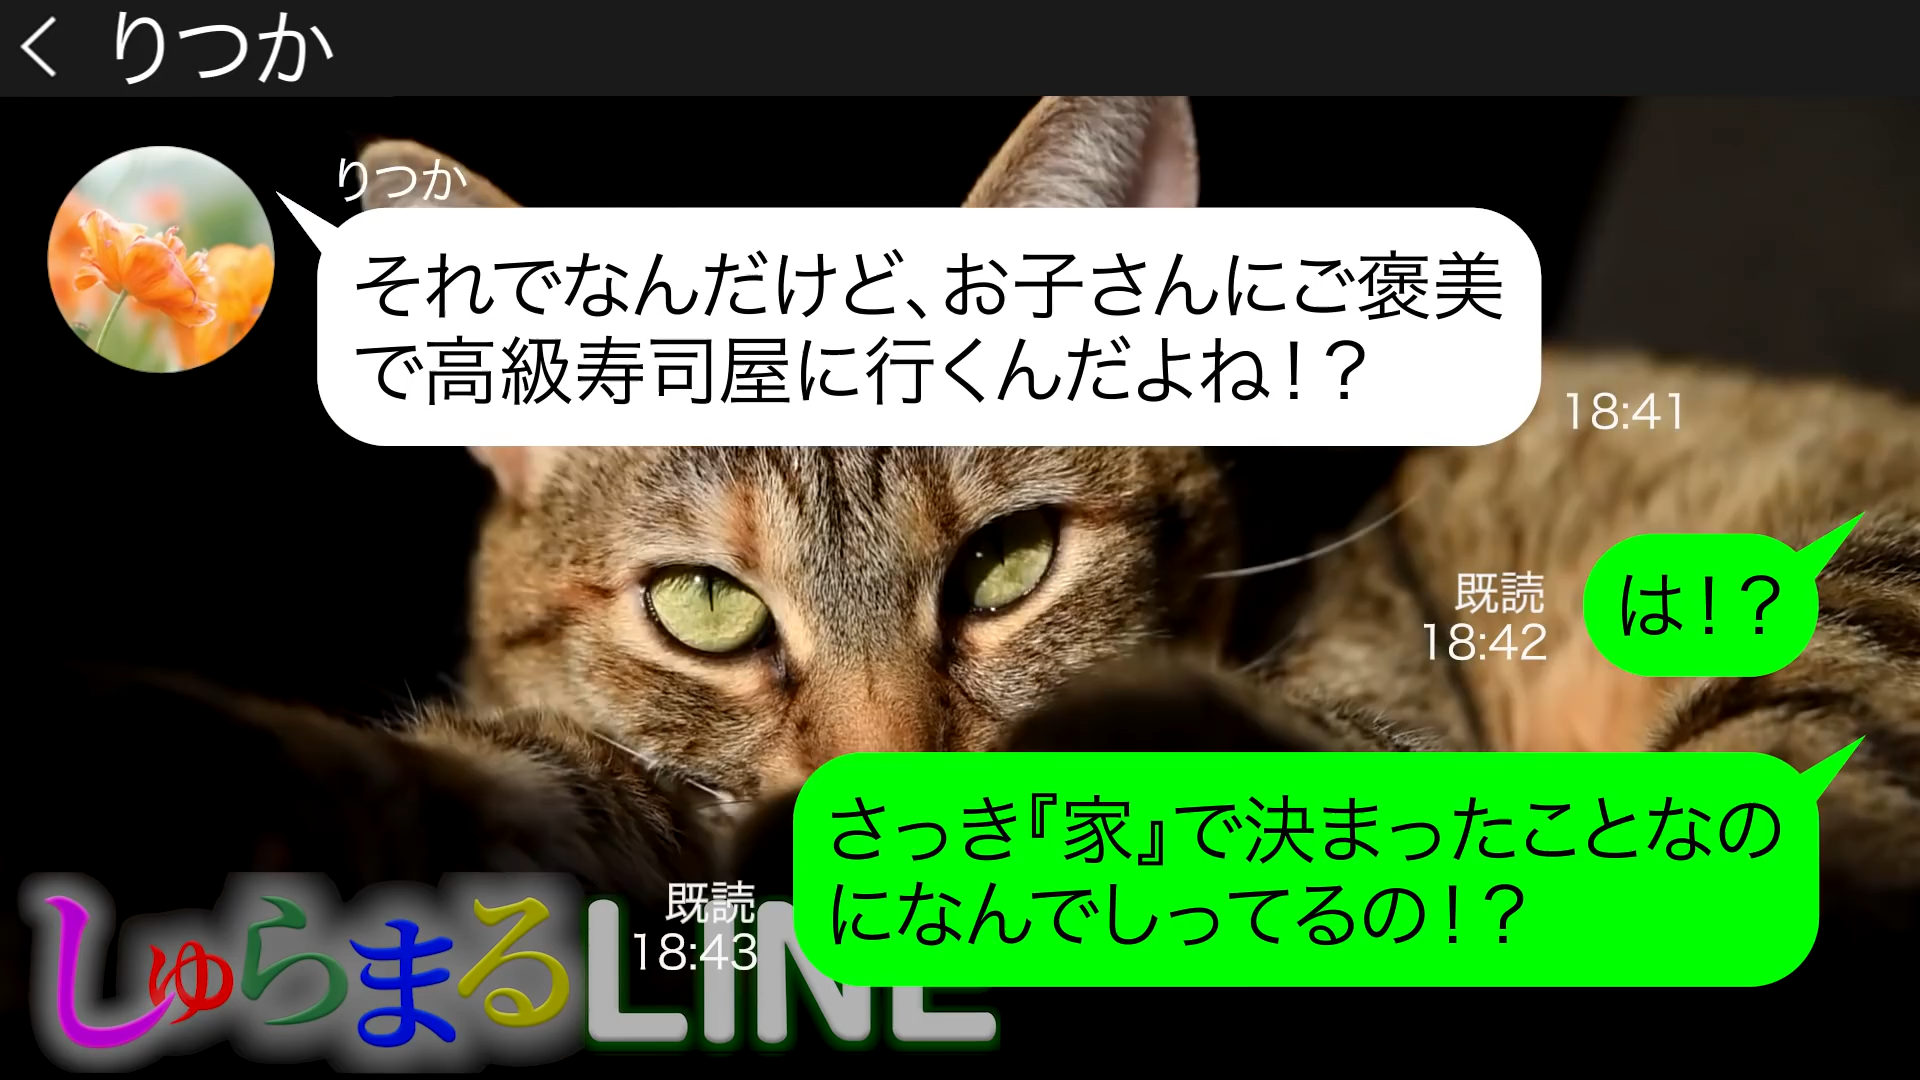 りつか
りつか
それでなんだけど、お子さんにご褒美
で高級寿司屋に行くんだよね！？
18:41
は！？
既読
18:42
さっき『家』で決まったことなの
になんでしってるの！？
既読
18:43
しゅらまるLINE